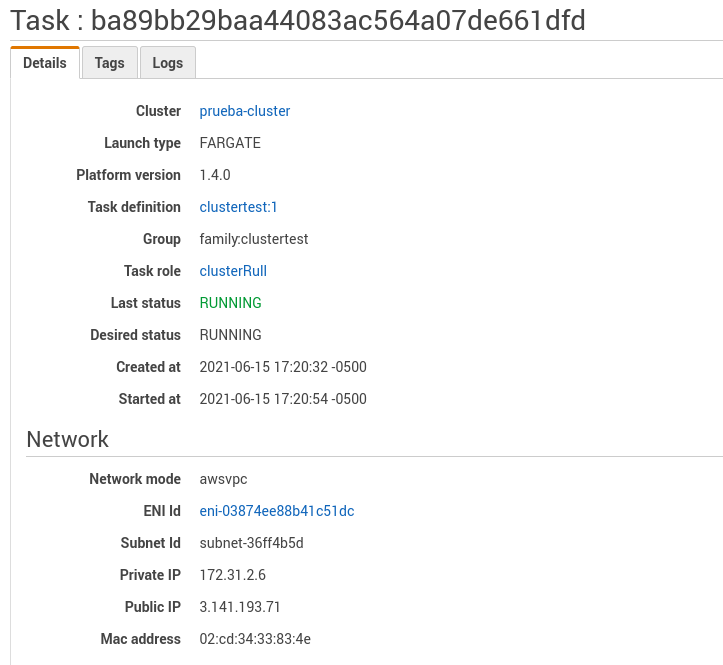 Task : ba89bb29baa44083ac564a07de661dfd
Details Tags Logs
Cluster prueba-cluster
Launch type FARGATE
Platform version 1.4.0
Task definition clustertest:1
Group family:clustertest
Task role clusterRull
Last status RUNNING
Desired status RUNNING
Created at 2021-06-15 17:20:32 -0500
Started at 2021-06-15 17:20:54 -0500
Network
Network mode awsvpc
ENI Id eni-03874ee88b41c51dc
Subnet Id subnet-36ff4b5d
Private IP 172.31.2.6
Public IP 3.141.193.71
Mac address 02:cd:34:33:83:4e